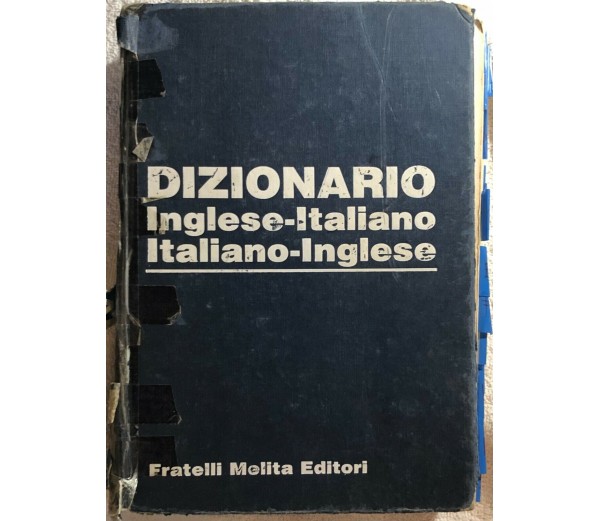 DIZIONARIO
Inglese-Italiano
Italiano-Inglese
Fratelli Melita Editori